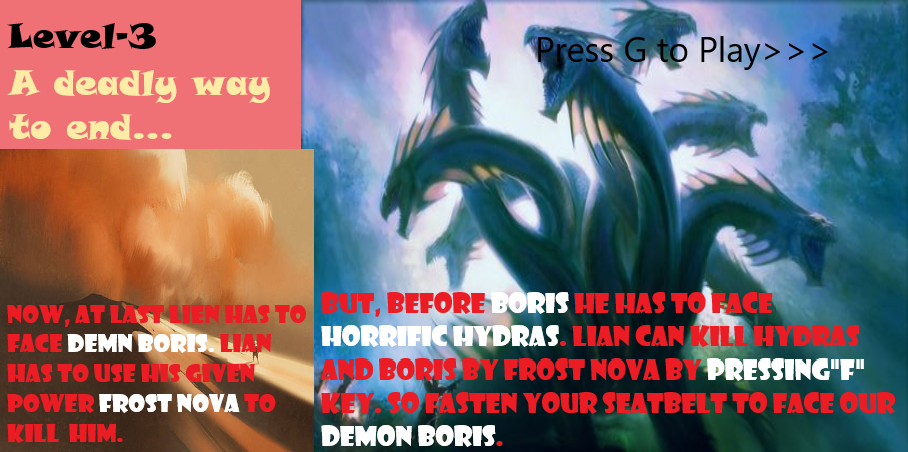 Level-3
A deadly way
to end...
Press G to Play>>>
NOW, AT LAST LIEN HAS TO
FACE DEMN BORIS. LIAN
HAS TO USE HIS GIVEN
POWER FROST NOVA TO
KILL HIM.
BUT, BEFORE BORIS HE HAS TO FACE
HORRIFIC HYDRAS. LIAN CAN KILL HYDRAS
AND BORIS BY FROST NOVA BY PRESSING"F"
KEY. SO FASTEN YOUR SEATBELT TO FACE OUR
DEMON BORIS.